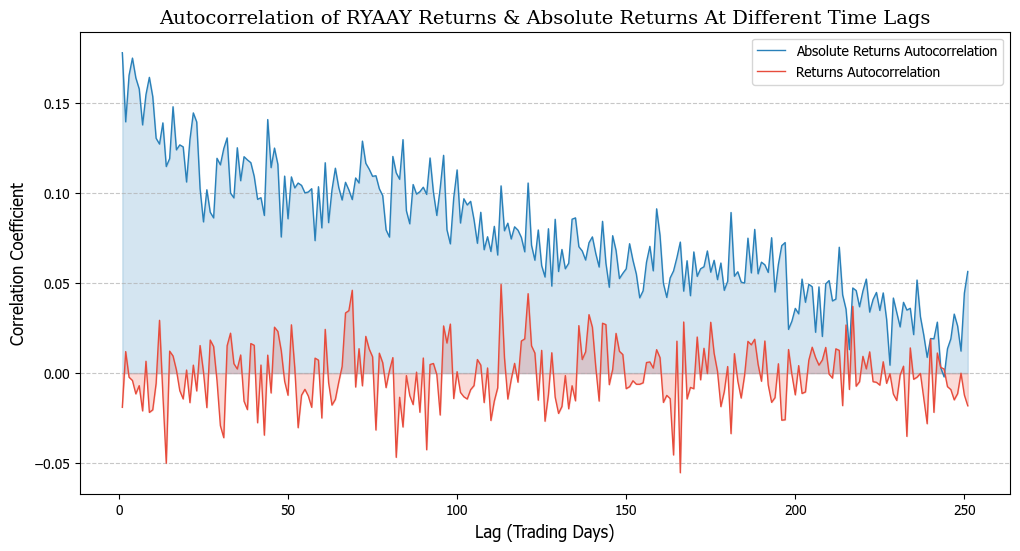 Autocorrelation of RYAAY Returns & Absolute Returns At Different Time Lags
Absolute Returns Autocorrelation
Returns Autocorrelation
Correlation Coefficient
0.15
0.10
0.05
0.00
−0.05
0
50
100
150
200
250
Lag (Trading Days)